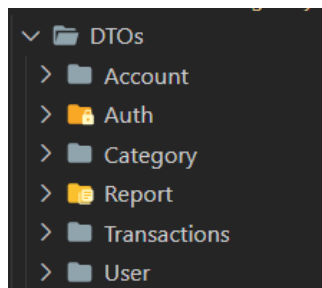 DTOs
Account
Auth
Category
Report
Transactions
User